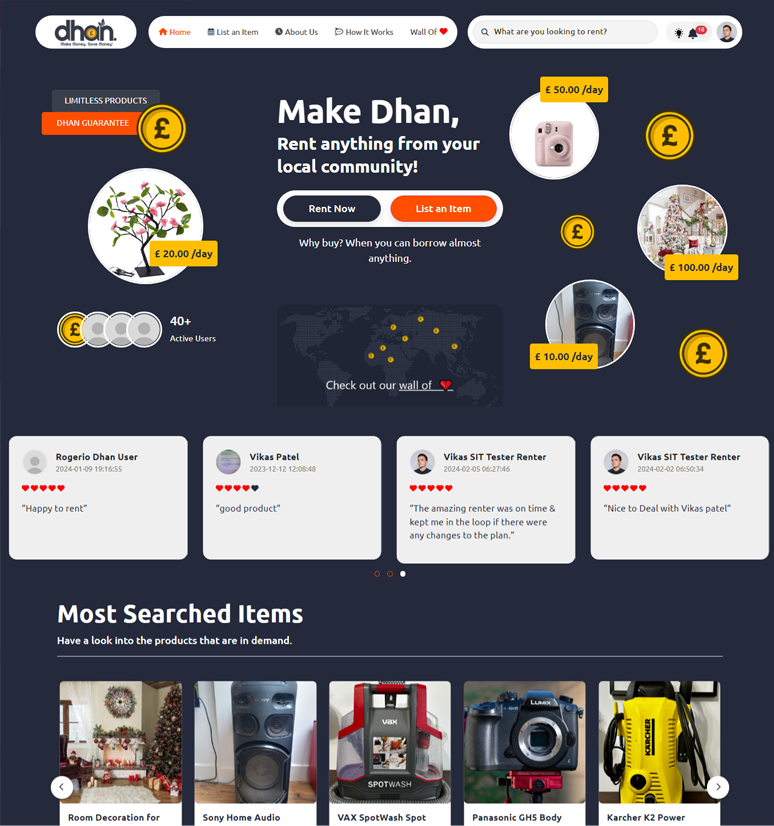 dhan.
Make Money, Save Money!
Home
List an Item
About Us
How It Works
Wall Of
What are you looking to rent?
18
LIMITLESS PRODUCTS
DHAN GUARANTEE
£
£ 20.00 /day
£
40+
Active Users
Make Dhan,
Rent anything from your
local community!
Rent Now
List an Item
Why buy? When you can borrow almost
anything.
Check out our wall of
£ 50.00 /day
£
£
£ 100.00 /day
£ 10.00 /day
£
Rogerio Dhan User
2024-01-09 19:16:55
“Happy to rent”
Vikas Patel
2023-12-12 12:08:48
“good product”
Vikas SIT Tester Renter
2024-02-05 06:27:46
“The amazing renter was on time &
kept me in the loop if there were
any changes to the plan.”
Vikas SIT Tester Renter
2024-02-02 06:50:34
“Nice to Deal with Vikas patel”
Most Searched Items
Have a look into the products that are in demand.
vax
SPOTWASH
LUMIX
KARCHER
Room Decoration for
Sony Home Audio
VAX SpotWash Spot
Panasonic GH5 Body
Karcher K2 Power